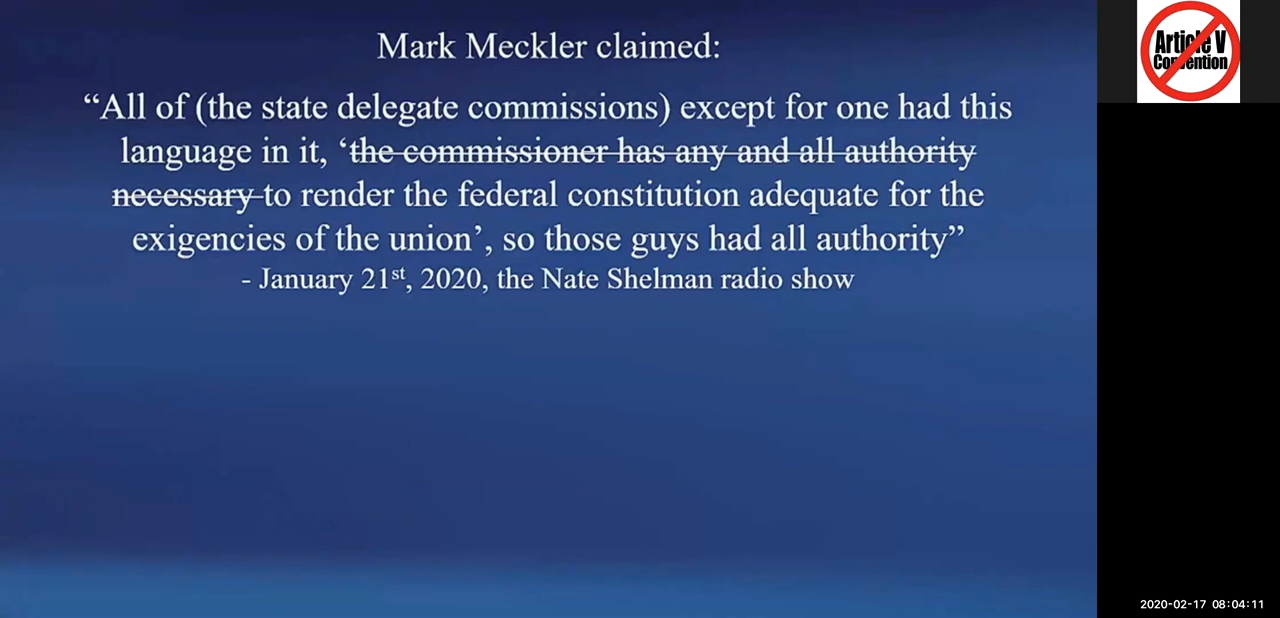 Mark Meckler claimed:
“All of (the state delegate commissions) except for one had this
language in it, ‘the commissioner has any and all authority
necessary to render the federal constitution adequate for the
exigencies of the union’, so those guys had all authority”
- January 21st, 2020, the Nate Shelman radio show
Article V
Convention
2020-02-17 08:04:11